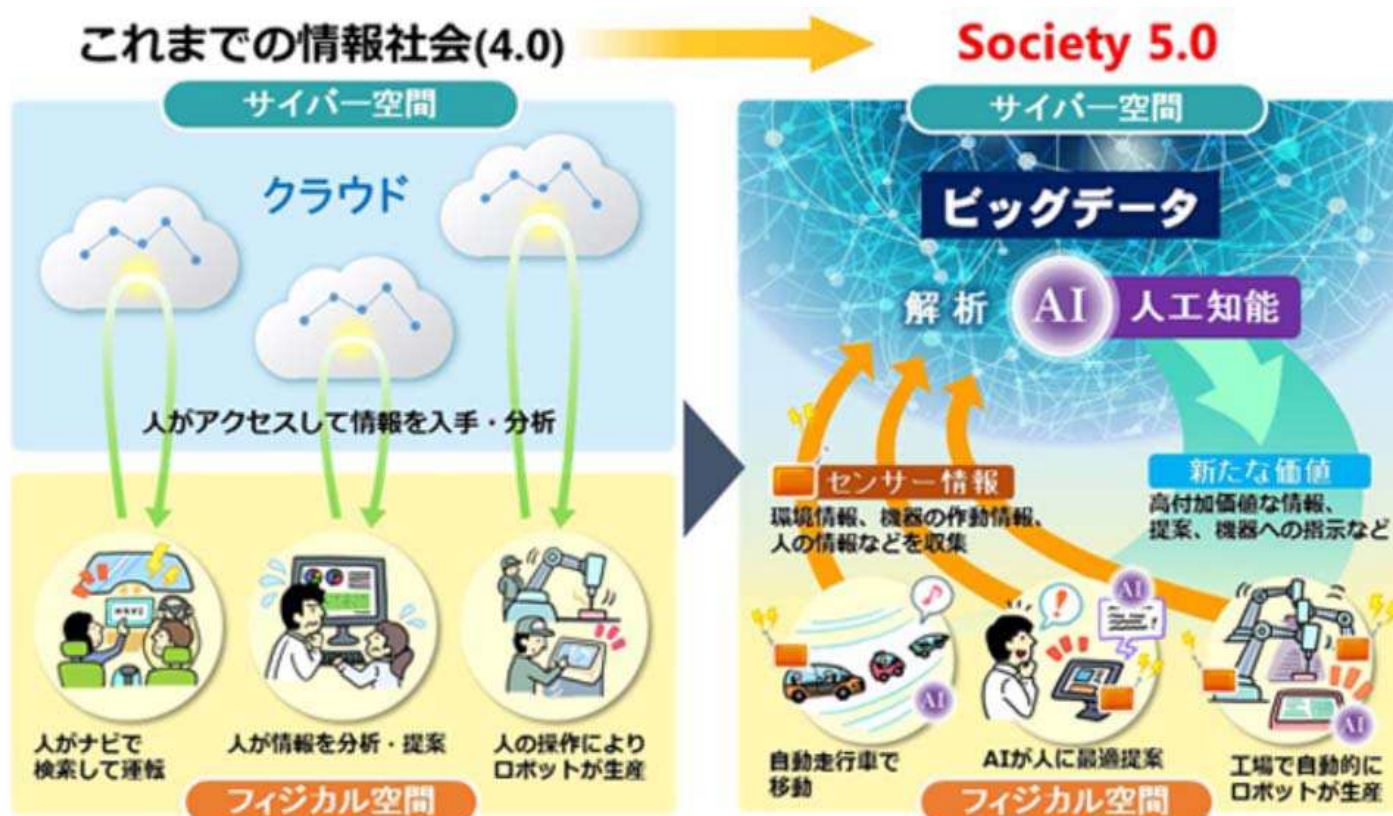 これまでの情報社会(4.0)
Society 5.0
サイバー空間
クラウド
人がアクセスして情報を入手・分析
人がナビで
検索して運転
人が情報を分析・提案
人の操作により
ロボットが生産
フィジカル空間
サイバー空間
ビッグデータ
解析 AI 人工知能
センサー情報
環境情報、機器の作動情報、
人の情報などを収集
新たな価値
高付加価値な情報、
提案、機器への指示など
AI
AI
AI
自動走行車で
移動
AIが人に最適提案
工場で自動的に
ロボットが生産
フィジカル空間